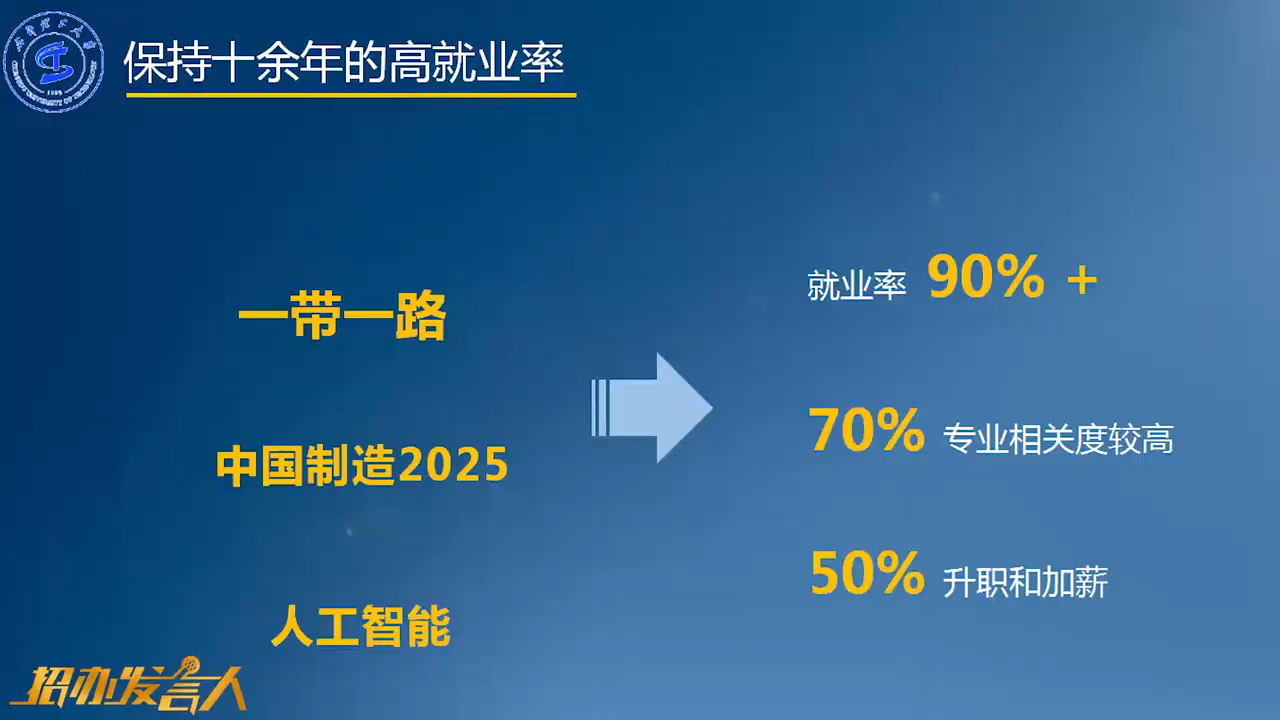 保持十余年的高就业率
一带一路
中国制造2025
人工智能
就业率 90% +
70% 专业相关度较高
50% 升职和加薪
招办发言人